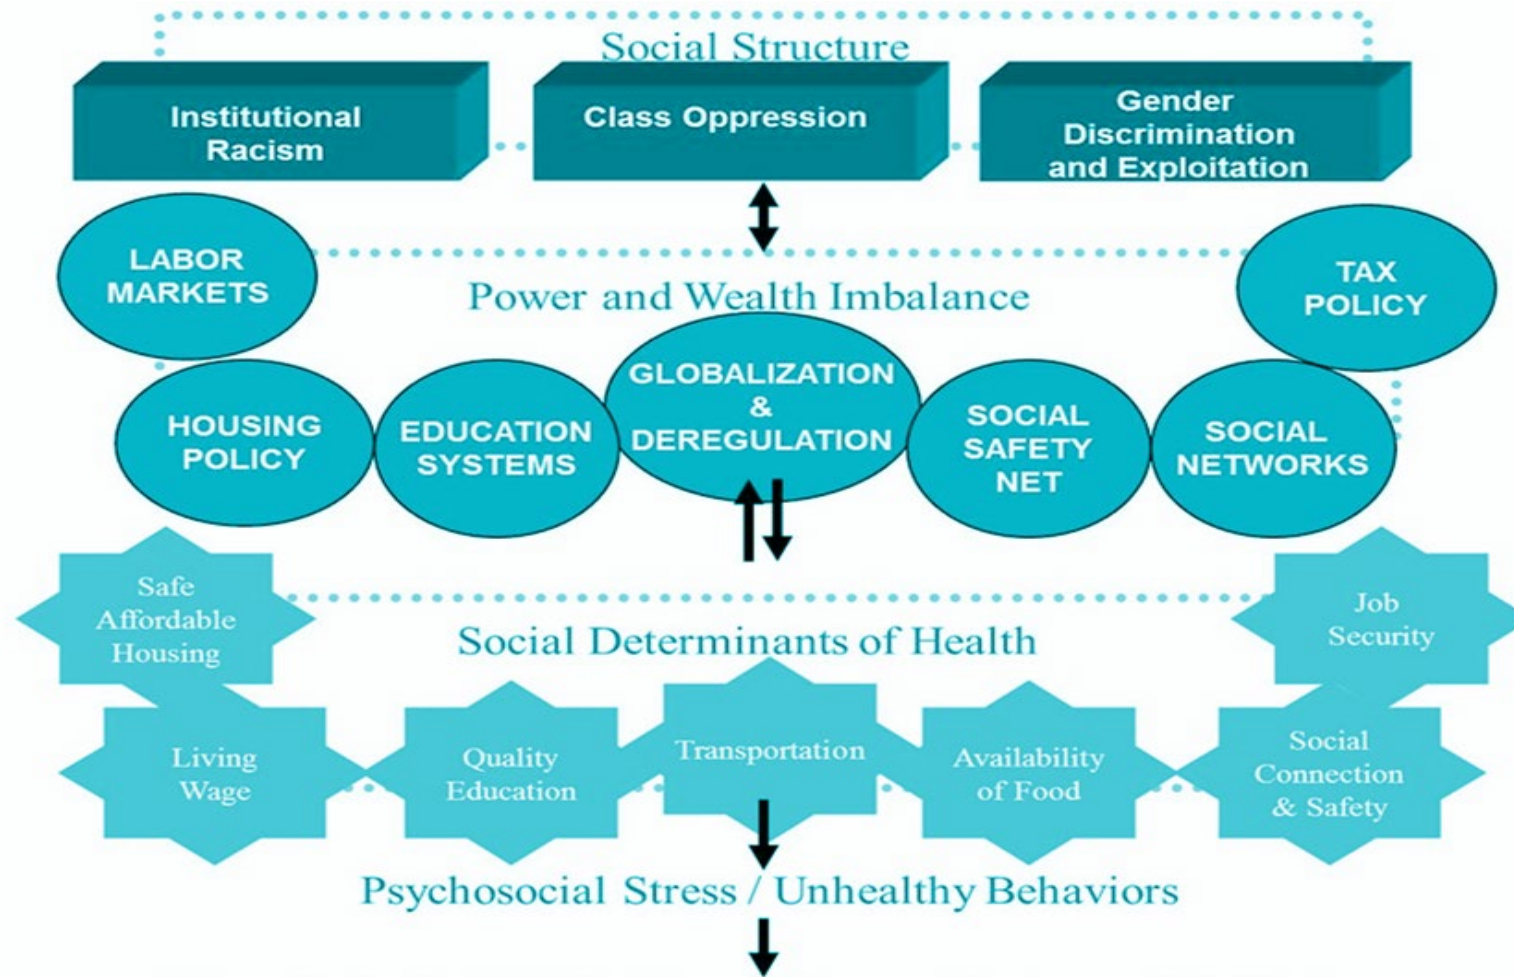 Social Structure
Institutional
Racism
Class Oppression
Gender
Discrimination
and Exploitation
LABOR
MARKETS
Power and Wealth Imbalance
TAX
POLICY
HOUSING
POLICY
EDUCATION
SYSTEMS
GLOBALIZATION
&
DEREGULATION
SOCIAL
SAFETY
NET
SOCIAL
NETWORKS
Safe
Affordable
Housing
Social Determinants of Health
Job
Security
Living
Wage
Quality
Education
Transportation
Availability
of Food
Social
Connection
& Safety
Psychosocial Stress / Unhealthy Behaviors